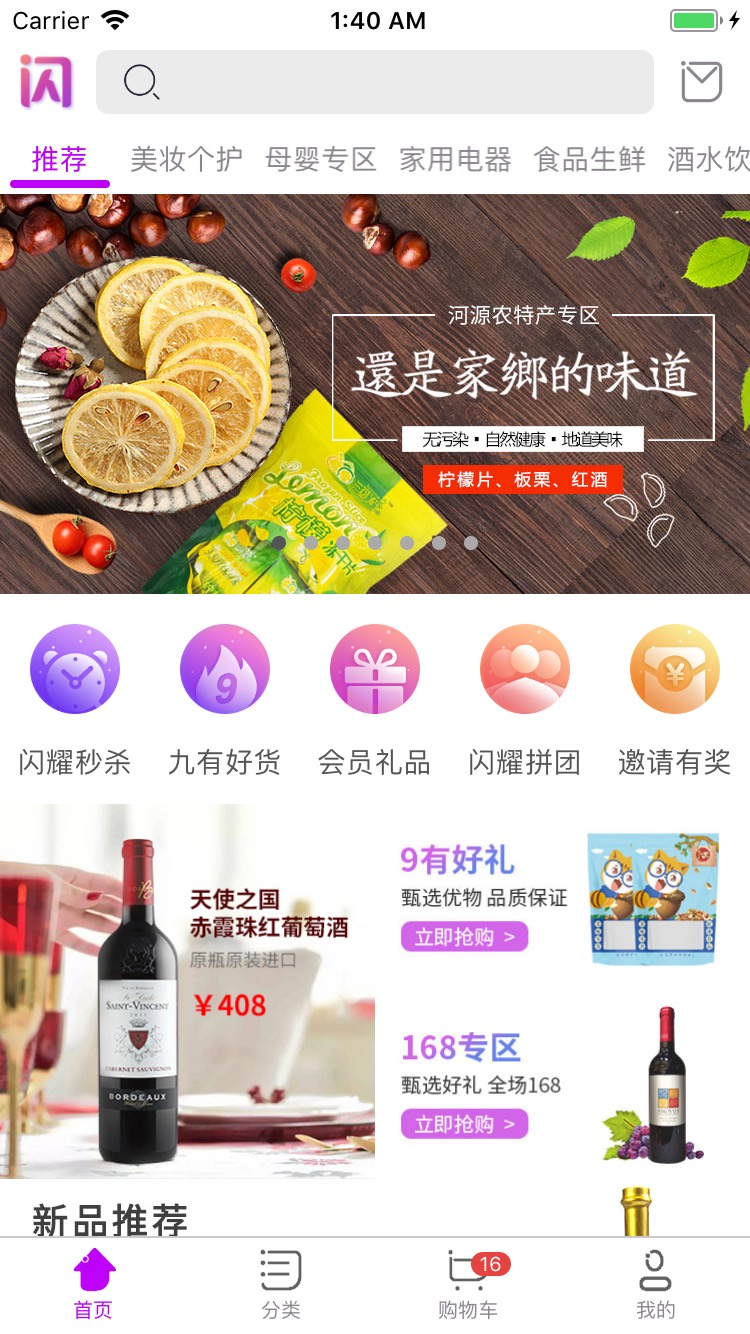 Carrier 1:40 AM
闪
推荐 美妆个护 母婴专区 家用电器 食品生鲜 酒水饮
河源农特产专区
還是家鄉的味道
无污染·自然健康·地道美味
柠檬片、板栗、红酒
Lemon
柠檬冻干片
9
¥
闪耀秒杀 九有好货 会员礼品 闪耀拼团 邀请有奖
天使之国
赤霞珠红葡萄酒
原瓶原装进口
¥408
SAINT-VINCENT
CABERNET SAUVIGNON
BORDEAUX
9有好礼
甄选优物 品质保证
立即抢购 >
168专区
甄选好礼 全场168
立即抢购 >
新品推荐
16
首页 分类 购物车 我的